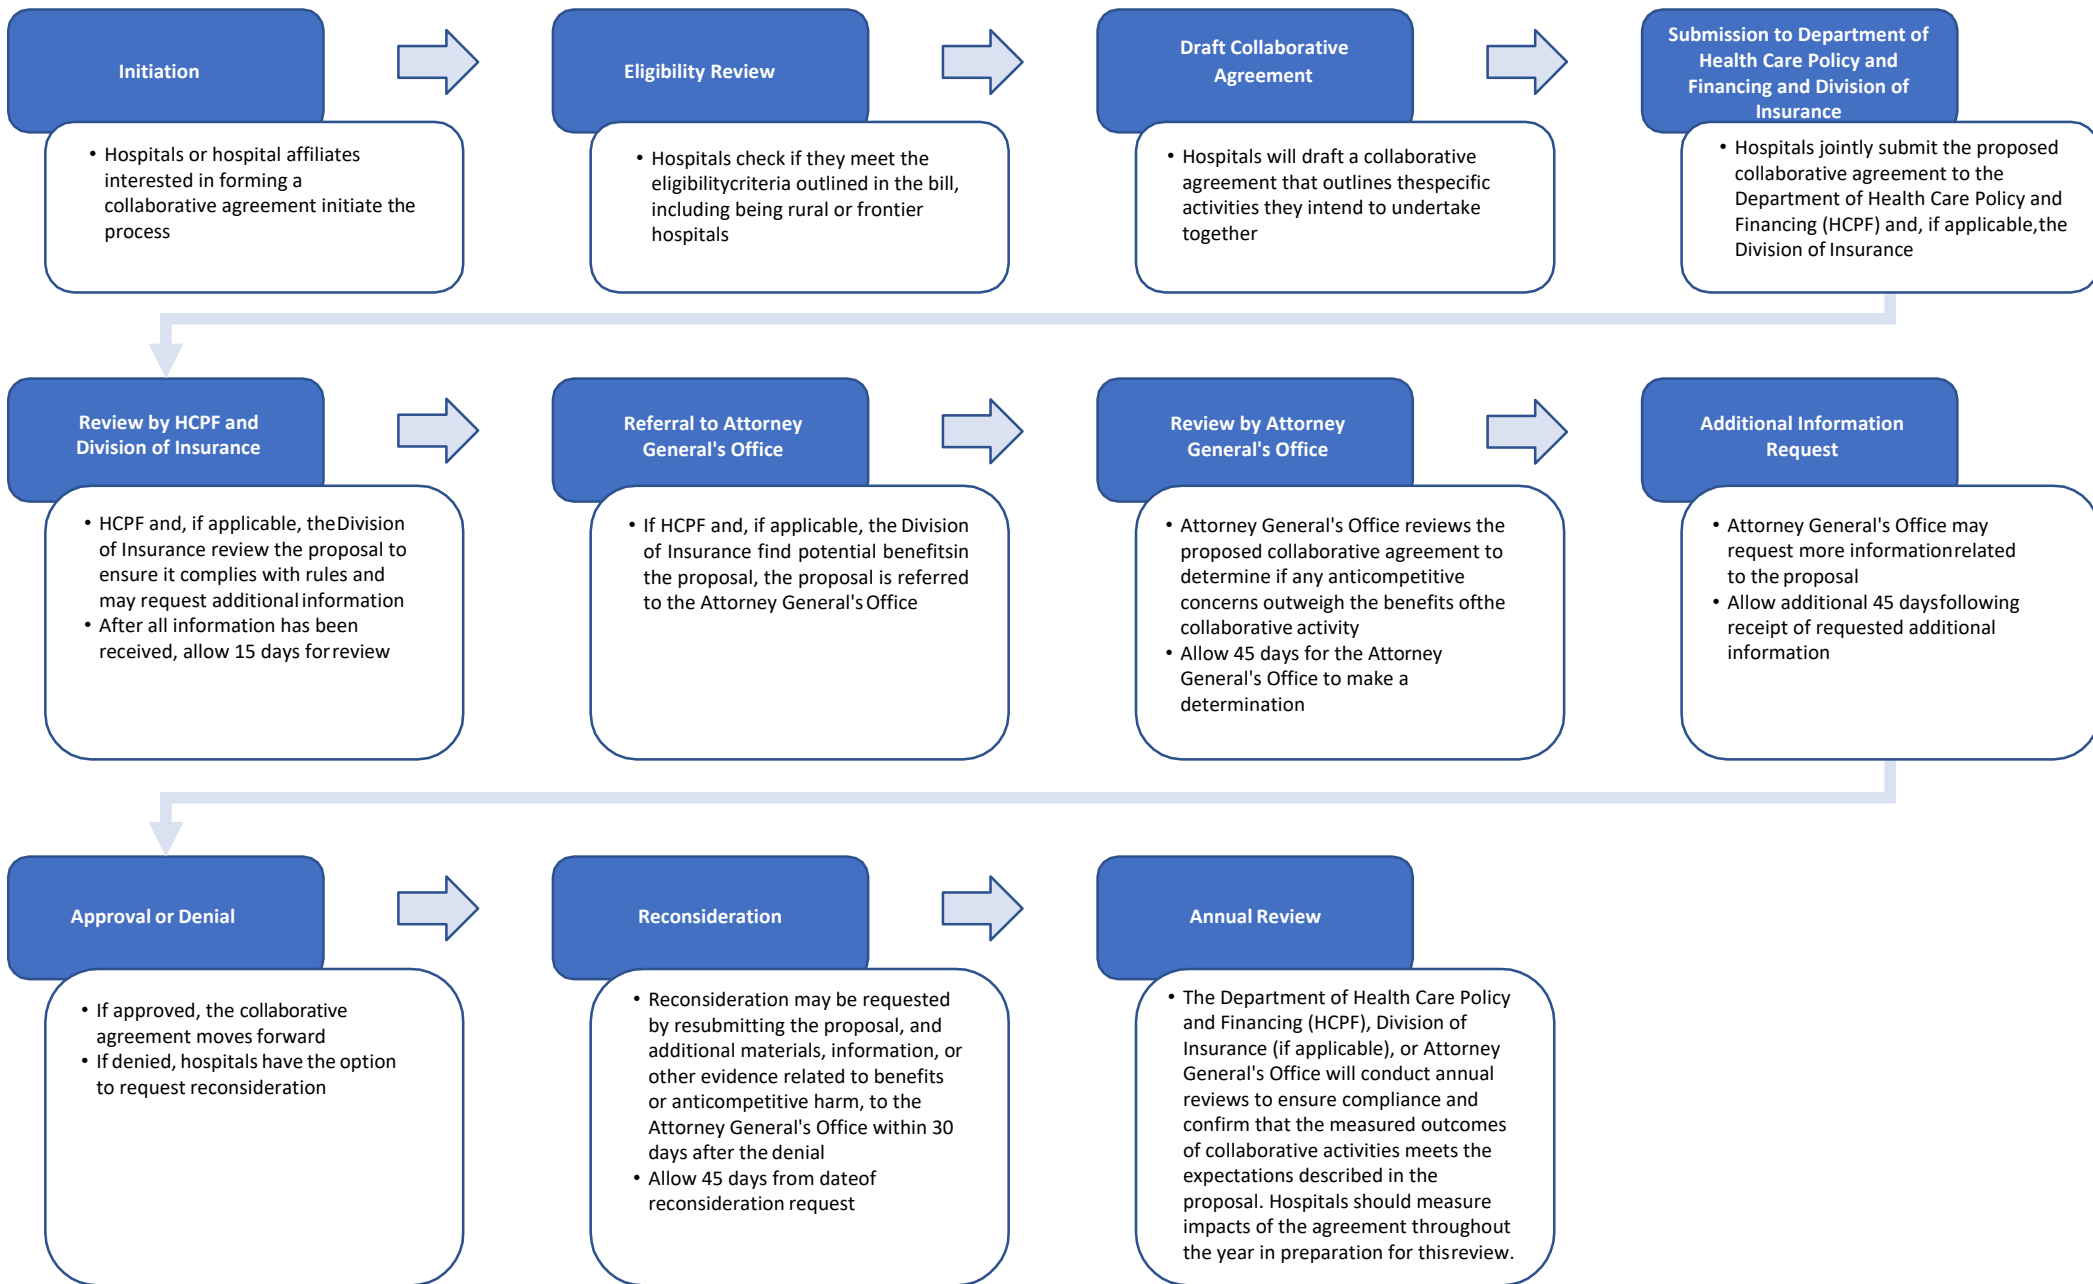 Initiation
• Hospitals or hospital affiliates
interested in forming a
collaborative agreement initiate the
process
Eligibility Review
• Hospitals check if they meet the
eligibilitycriteria outlined in the bill,
including being rural or frontier
hospitals
Draft Collaborative
Agreement
• Hospitals will draft a collaborative
agreement that outlines thespecific
activities they intend to undertake
together
Submission to Department of
Health Care Policy and
Financing and Division of
Insurance
• Hospitals jointly submit the proposed
collaborative agreement to the
Department of Health Care Policy and
Financing (HCPF) and, if applicable,the
Division of Insurance
Review by HCPF and
Division of Insurance
• HCPF and, if applicable, theDivision
of Insurance review the proposal to
ensure it complies with rules and
may request additionalinformation
• After all information has been
received, allow 15 days forreview
Referral to Attorney
General's Office
• If HCPF and, if applicable, the Division
of Insurance find potential benefitsin
the proposal, the proposal is referred
to the Attorney General's Office
Review by Attorney
General's Office
• Attorney General's Office reviews the
proposed collaborative agreement to
determine if any anticompetitive
concerns outweigh the benefits ofthe
collaborative activity
• Allow 45 days for the Attorney
General's Office to make a
determination
Additional Information
Request
• Attorney General's Office may
request more informationrelated
to the proposal
• Allow additional 45 daysfollowing
receipt of requested additional
information
Approval or Denial
• If approved, the collaborative
agreement moves forward
• If denied, hospitals have the option
to request reconsideration
Reconsideration
• Reconsideration may be requested
by resubmitting the proposal, and
additional materials, information, or
other evidence related to benefits
or anticompetitive harm, to the
Attorney General's Office within 30
days after the denial
• Allow 45 days from dateof
reconsideration request
Annual Review
• The Department of Health Care Policy
and Financing (HCPF), Division of
Insurance (if applicable), or Attorney
General's Office will conduct annual
reviews to ensure compliance and
confirm that the measured outcomes
of collaborative activities meets the
expectations described in the
proposal. Hospitals should measure
impacts of the agreement throughout
the year in preparation for thisreview.